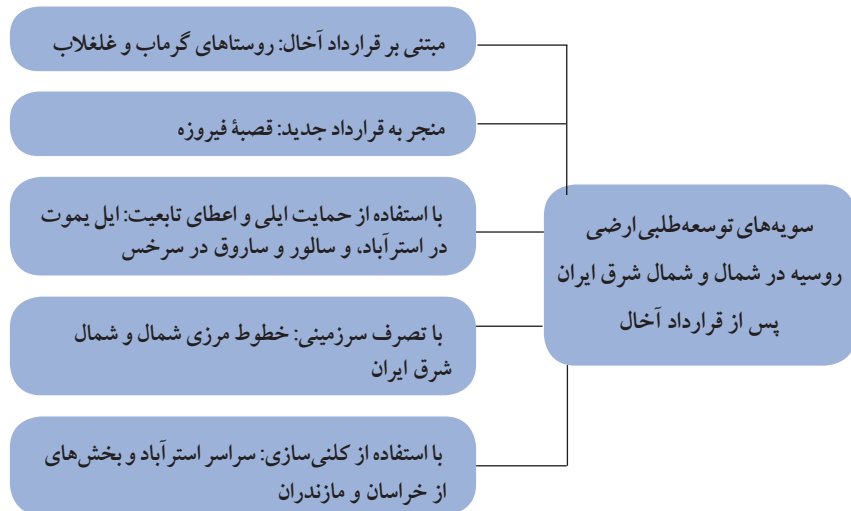 سویه‌های توسعه‌طلبی ارضی
روسیه در شمال و شمال شرق ایران
پس از قرارداد آخال
مبتنی بر قرارداد آخال: روستاهای گرماب و غلغلاب
منجر به قرارداد جدید: قصبۀ فیروزه
با استفاده از حمایت ایلی و اعطای تابعیت: ایل یموت
در استرآباد، و سالور و ساروق در سرخس
با تصرف سرزمینی: خطوط مرزی شمال و شمال
شرق ایران
با استفاده از کلنی‌سازی: سراسر استرآباد و بخش‌های
از خراسان و مازندران